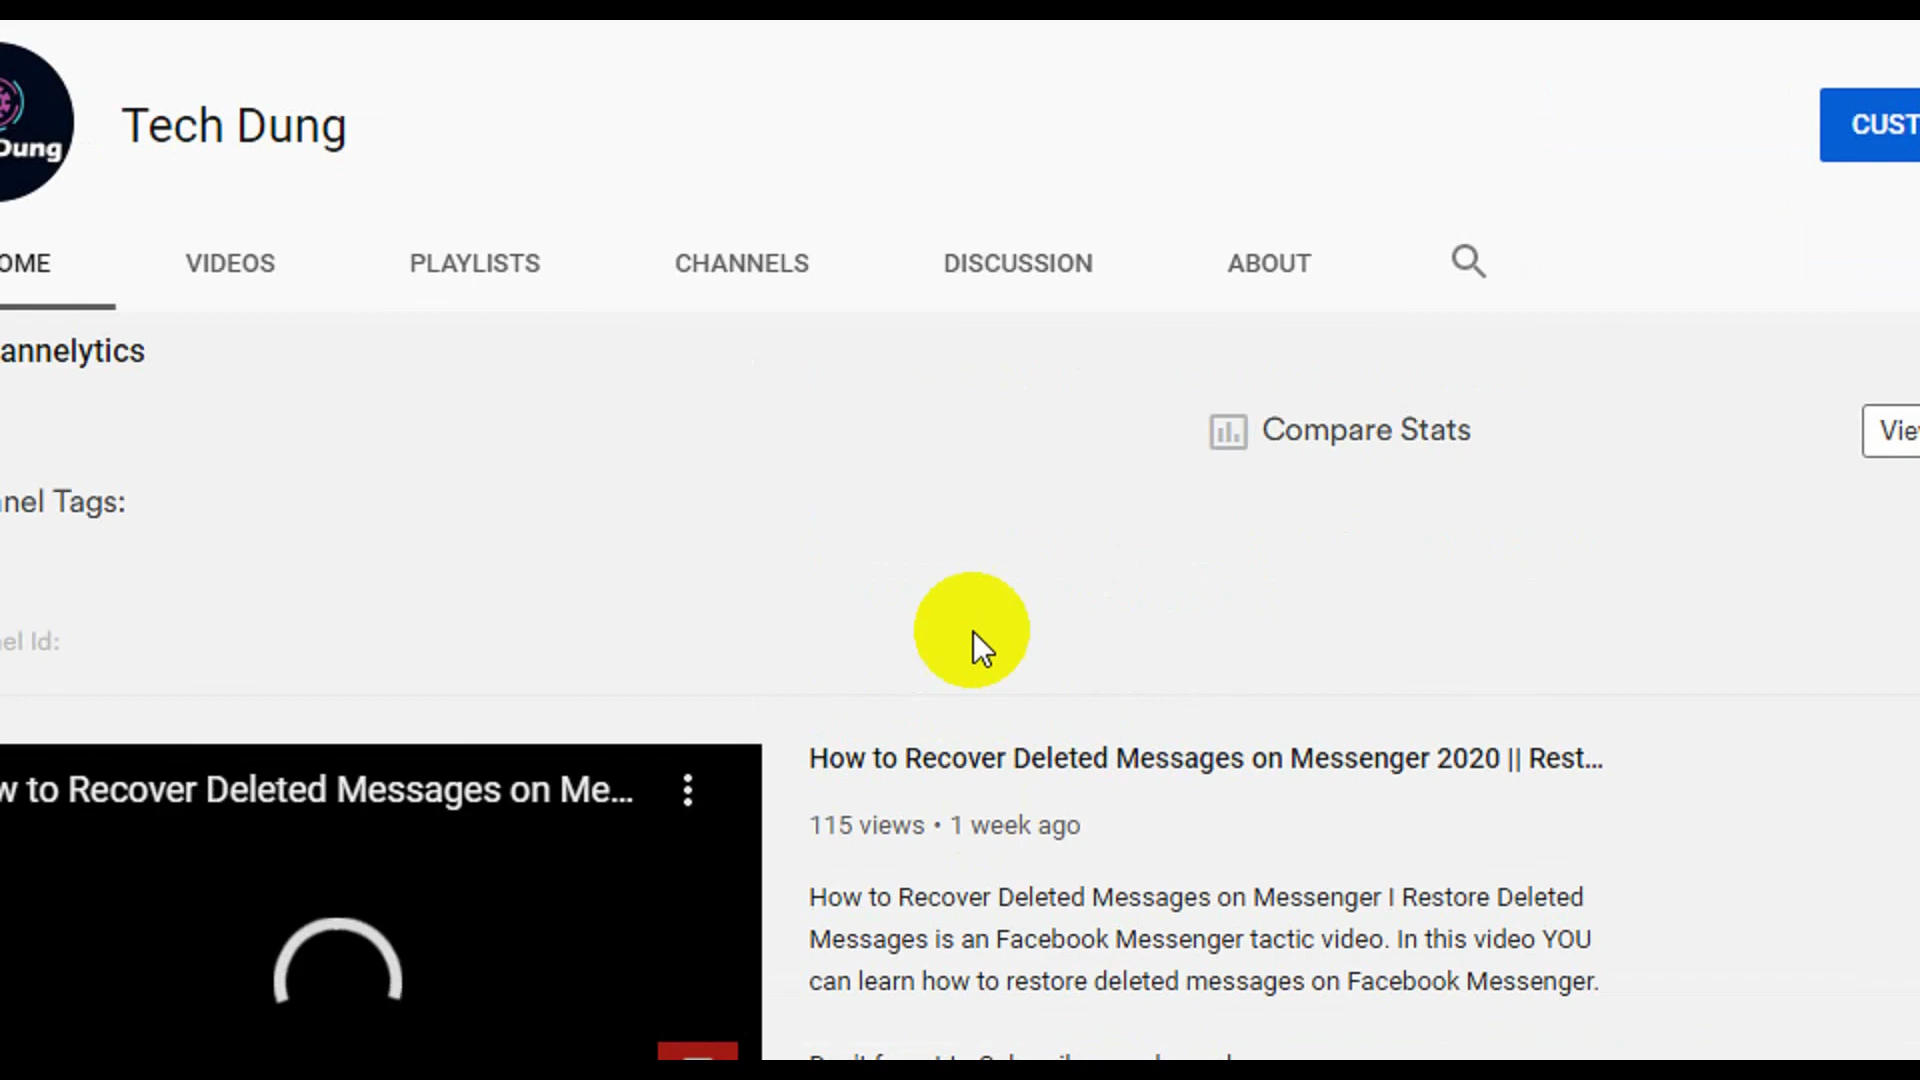 Dung
Tech Dung
CUST
OME
VIDEOS
PLAYLISTS
CHANNELS
DISCUSSION
ABOUT
annelytics
Compare Stats
Vie
nel Tags:
el Id:
w to Recover Deleted Messages on Me...
How to Recover Deleted Messages on Messenger 2020 || Rest...
115 views • 1 week ago
How to Recover Deleted Messages on Messenger I Restore Deleted
Messages is an Facebook Messenger tactic video. In this video YOU
can learn how to restore deleted messages on Facebook Messenger.